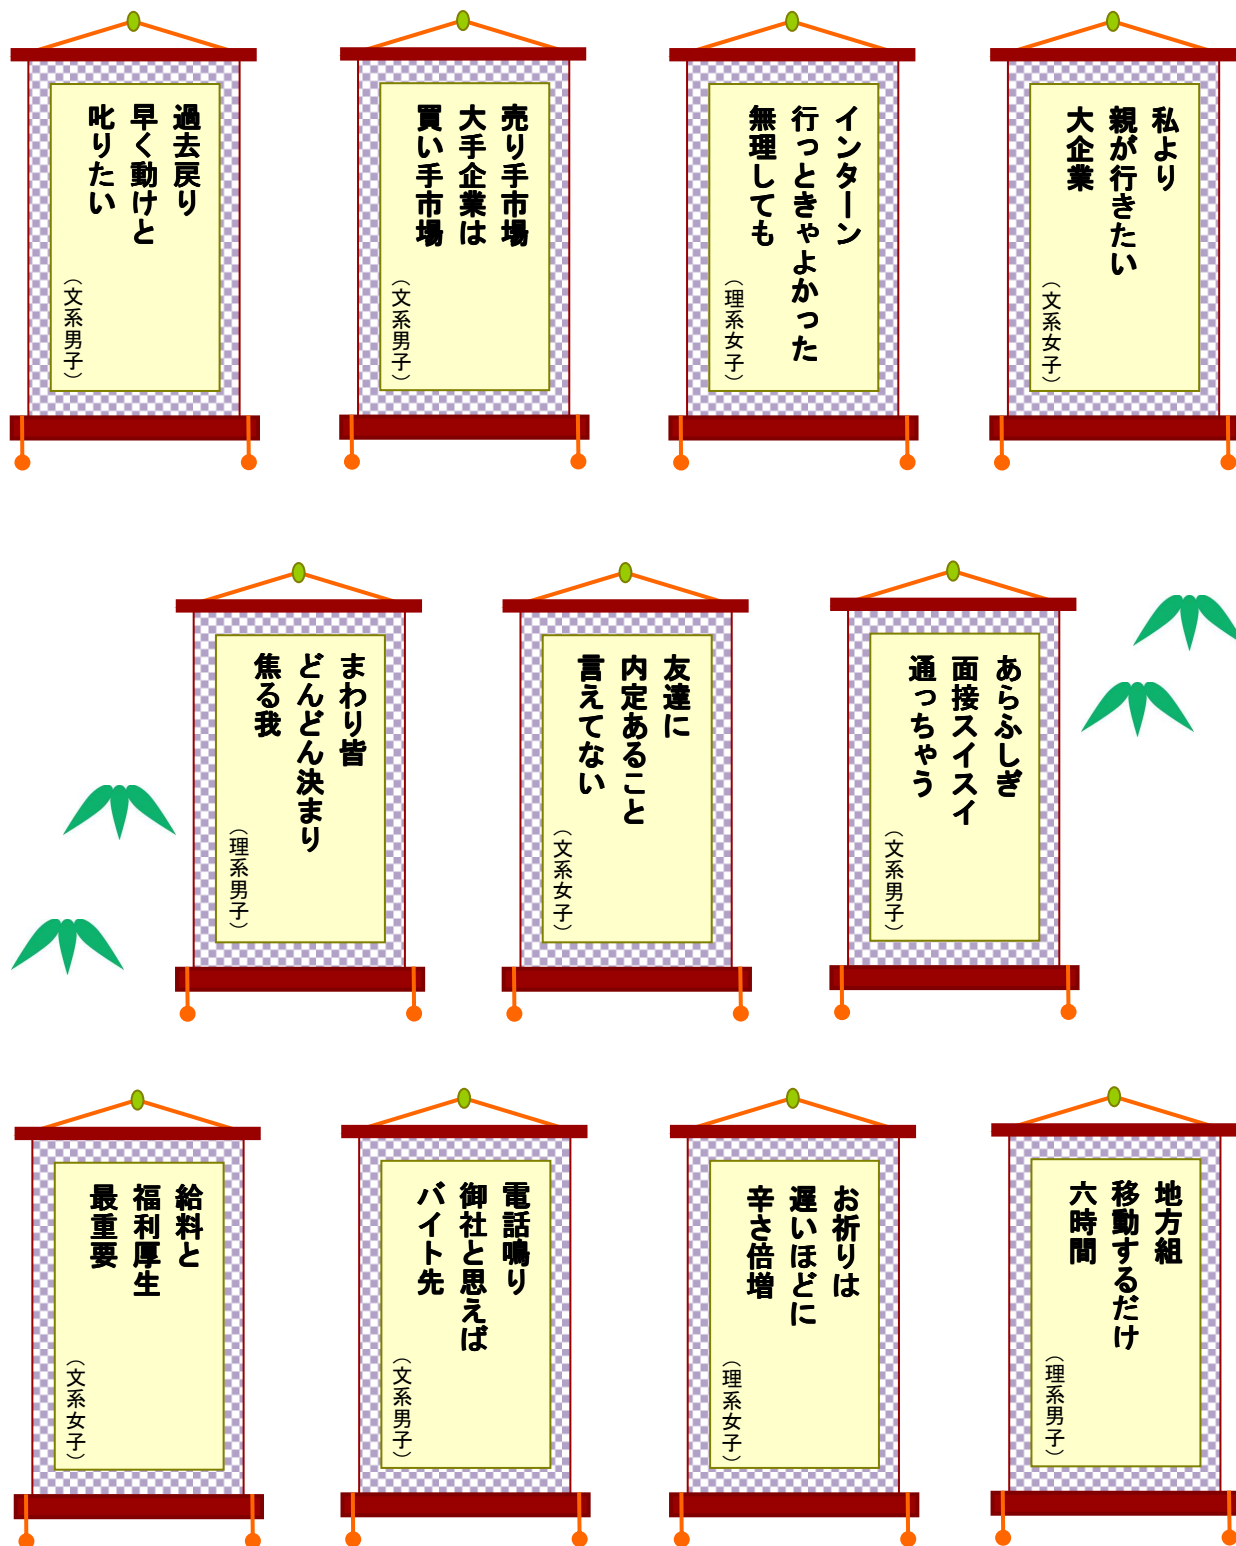 私より
親が行きたい
大企業
（文系女子）
インターン
行っときゃよかった
無理しても
（理系女子）
売り手市場
大手企業は
買い手市場
（文系男子）
過去戻り
早く動けと
叱りたい
（文系男子）
あらふしぎ
面接スイスイ
通っちゃう
（文系男子）
友達に
内定あること
言えてない
（文系女子）
まわり皆
どんどん決まり
焦る我
（理系男子）
地方組
移動するだけ
六時間
（理系男子）
お祈りは
遅いほどに
辛さ倍増
（理系女子）
電話鳴り
御社と思えば
バイト先
（文系男子）
給料と
福利厚生
最重要
（文系女子）